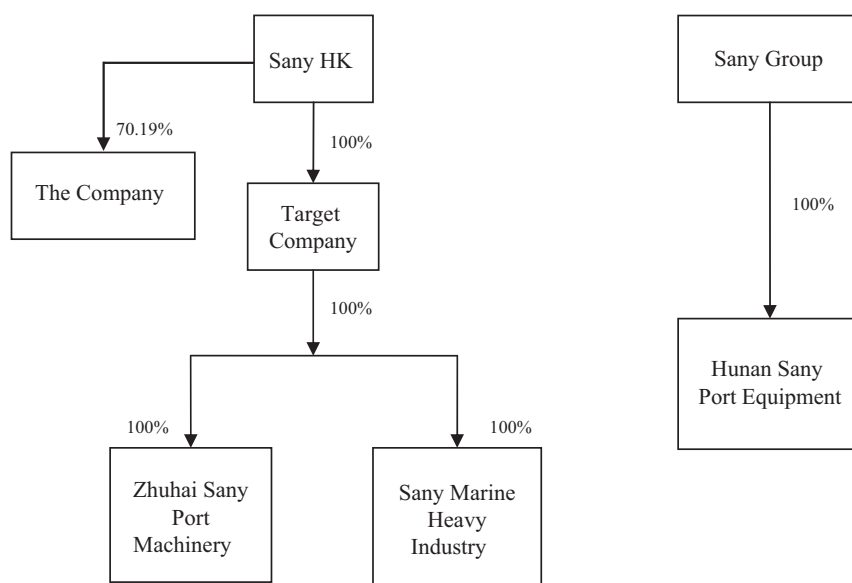 Sany HK
Sany Group
70.19%
100%
The Company
Target
Company
100%
100%
Hunan Sany
Port Equipment
100%
100%
Zhuhai Sany
Port
Machinery
Sany Marine
Heavy
Industry